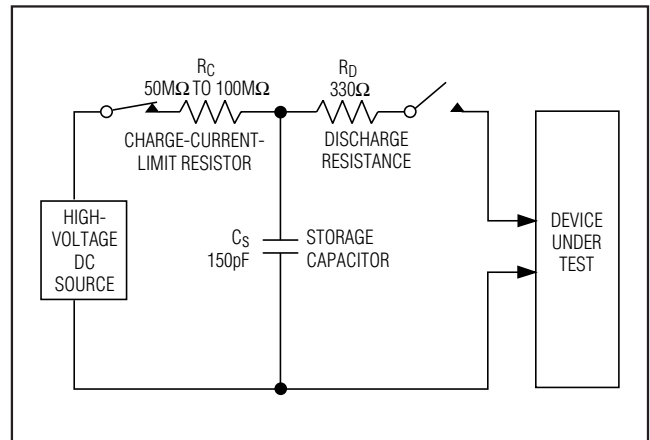 R_C
50MΩ TO 100MΩ
CHARGE-CURRENT-
LIMIT RESISTOR
R_D
330Ω
DISCHARGE
RESISTANCE
HIGH-
VOLTAGE
DC
SOURCE
C_S
150pF
STORAGE
CAPACITOR
DEVICE
UNDER
TEST